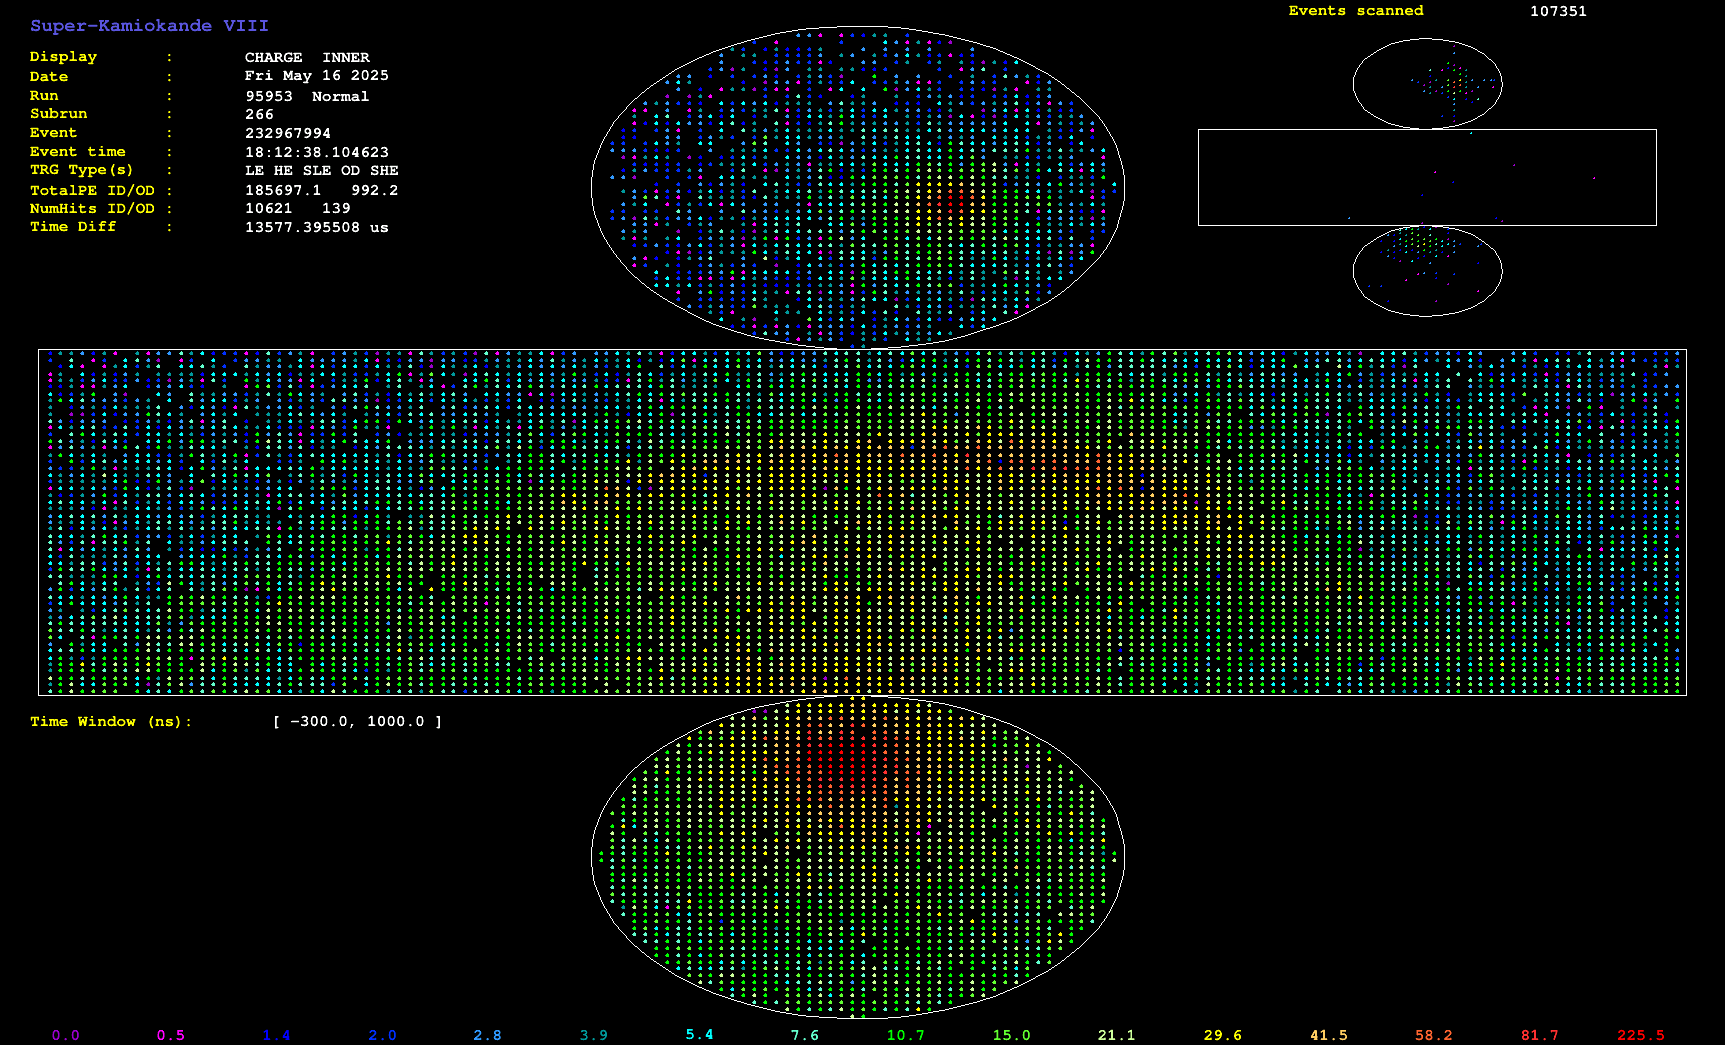 Super-Kamiokande VIII
Events scanned 107351
Display : CHARGE INNER
Date : Fri May 16 2025
Run : 95953 Normal
Subrun : 266
Event : 232967994
Event time : 18:12:38.104623
TRG Type(s) : LE HE SLE OD SHE
TotalPE ID/OD : 185697.1 992.2
NumHits ID/OD : 10621 139
Time Diff : 13577.395508 us
Time Window (ns): [ -300.0, 1000.0 ]
0.0 0.5 1.4 2.0 2.8 3.9 5.4 7.6 10.7 15.0 21.1 29.6 41.5 58.2 81.7 225.5